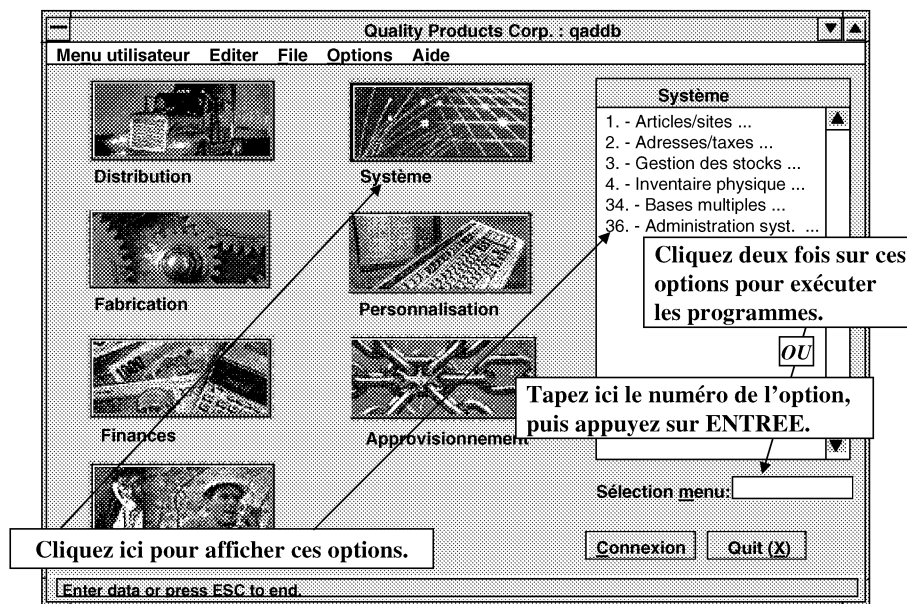 Quality Products Corp. : qaddb
Menu utilisateur Editer File Options Aide
Distribution
Système
Fabrication
Personnalisation
Finances
Approvisionnement
Système
1. - Articles/sites ...
2. - Adresses/taxes ...
3. - Gestion des stocks ...
4. - Inventaire physique ...
34. - Bases multiples ...
36. - Administration syst. ...
Cliquez deux fois sur ces
options pour exécuter
les programmes.
OU
Tapez ici le numéro de l’option,
puis appuyez sur ENTREE.
Sélection menu:
Cliquez ici pour afficher ces options.
Connexion Quit (X)
Enter data or press ESC to end.